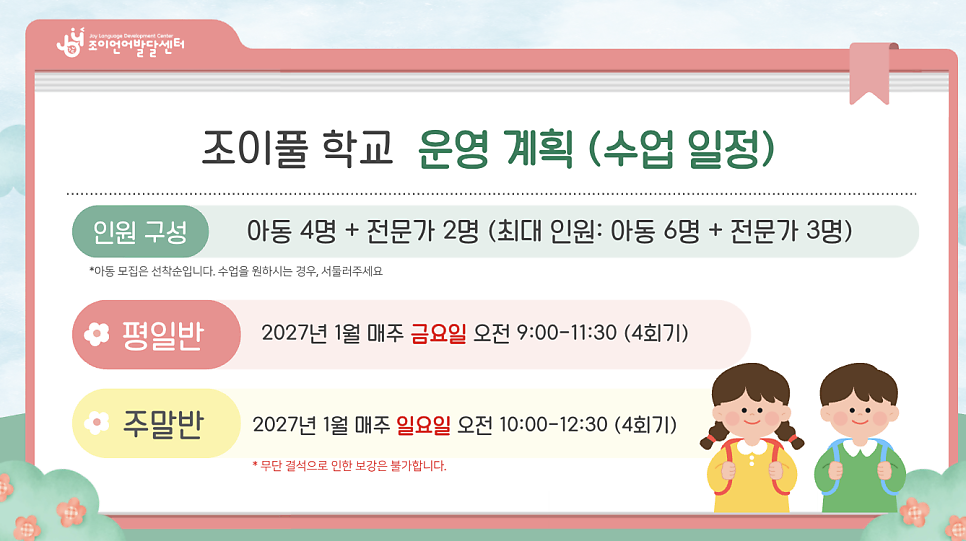 Joy Language Development Center
조이언어발달센터
조이풀 학교 운영 계획 (수업 일정)
인원 구성
아동 4명 + 전문가 2명 (최대 인원: 아동 6명 + 전문가 3명)
*아동 모집은 선착순입니다. 수업을 원하시는 경우, 서둘러주세요
평일반
2027년 1월 매주 금요일 오전 9:00-11:30 (4회기)
주말반
2027년 1월 매주 일요일 오전 10:00-12:30 (4회기)
* 무단 결석으로 인한 보강은 불가합니다.